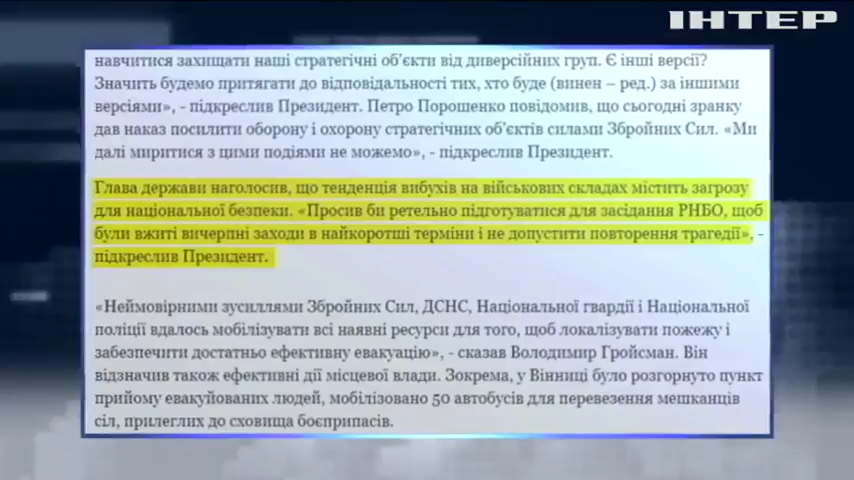 ІНТЕР
навчитися захищати наші стратегічні об'єкти від диверсійних груп. Є інші версії?
Значить будемо притягати до відповідальності тих, хто буде (винен – ред.) за іншими
версіями», - підкреслив Президент. Петро Порошенко повідомив, що сьогодні зранку
дав наказ посилити оборону і охорону стратегічних об'єктів силами Збройних Сил. «Ми
далі миритися з цими подіями не можемо», - підкреслив Президент.
Глава держави наголосив, що тенденція вибухів на військових складах містить загрозу
для національної безпеки. «Просив би ретельно підготуватися для засідання РНБО, щоб
були вжиті вичерпні заходи в найкоротші терміни і не допустити повторення трагедії», -
підкреслив Президент.
«Неймовірними зусиллями Збройних Сил, ДСНС, Національної гвардії і Національної
поліції вдалось мобілізувати всі наявні ресурси для того, щоб локалізувати пожежу і
забезпечити достатньо ефективну евакуацію», - сказав Володимир Гройсман. Він
відзначив також ефективні дії місцевої влади. Зокрема, у Вінниці було розгорнуто пункт
прийому евакуйованих людей, мобілізовано 50 автобусів для перевезення мешканців
сіл, прилеглих до сховища боєприпасів.